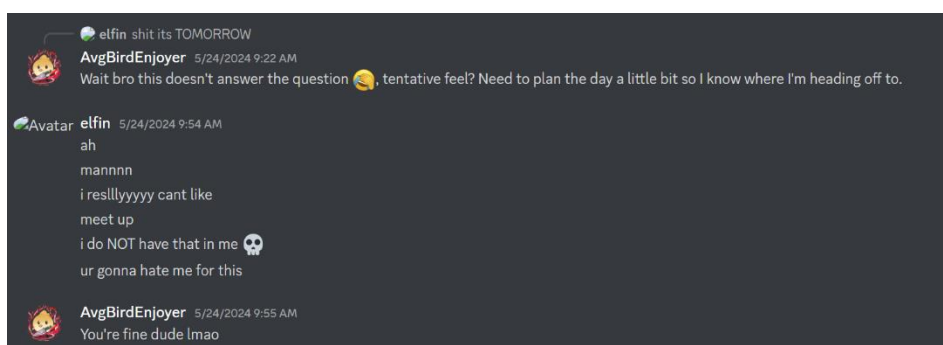 elfin shit its TOMORROW
AvgBirdEnjoyer 5/24/2024 9:22 AM
Wait bro this doesn't answer the question 🤣, tentative feel? Need to plan the day a little bit so I know where I'm heading off to.
Avatar elfin 5/24/2024 9:54 AM
ah
mannnn
i reslllyyyyy cant like
meet up
i do NOT have that in me 💀
ur gonna hate me for this
AvgBirdEnjoyer 5/24/2024 9:55 AM
You're fine dude lmao